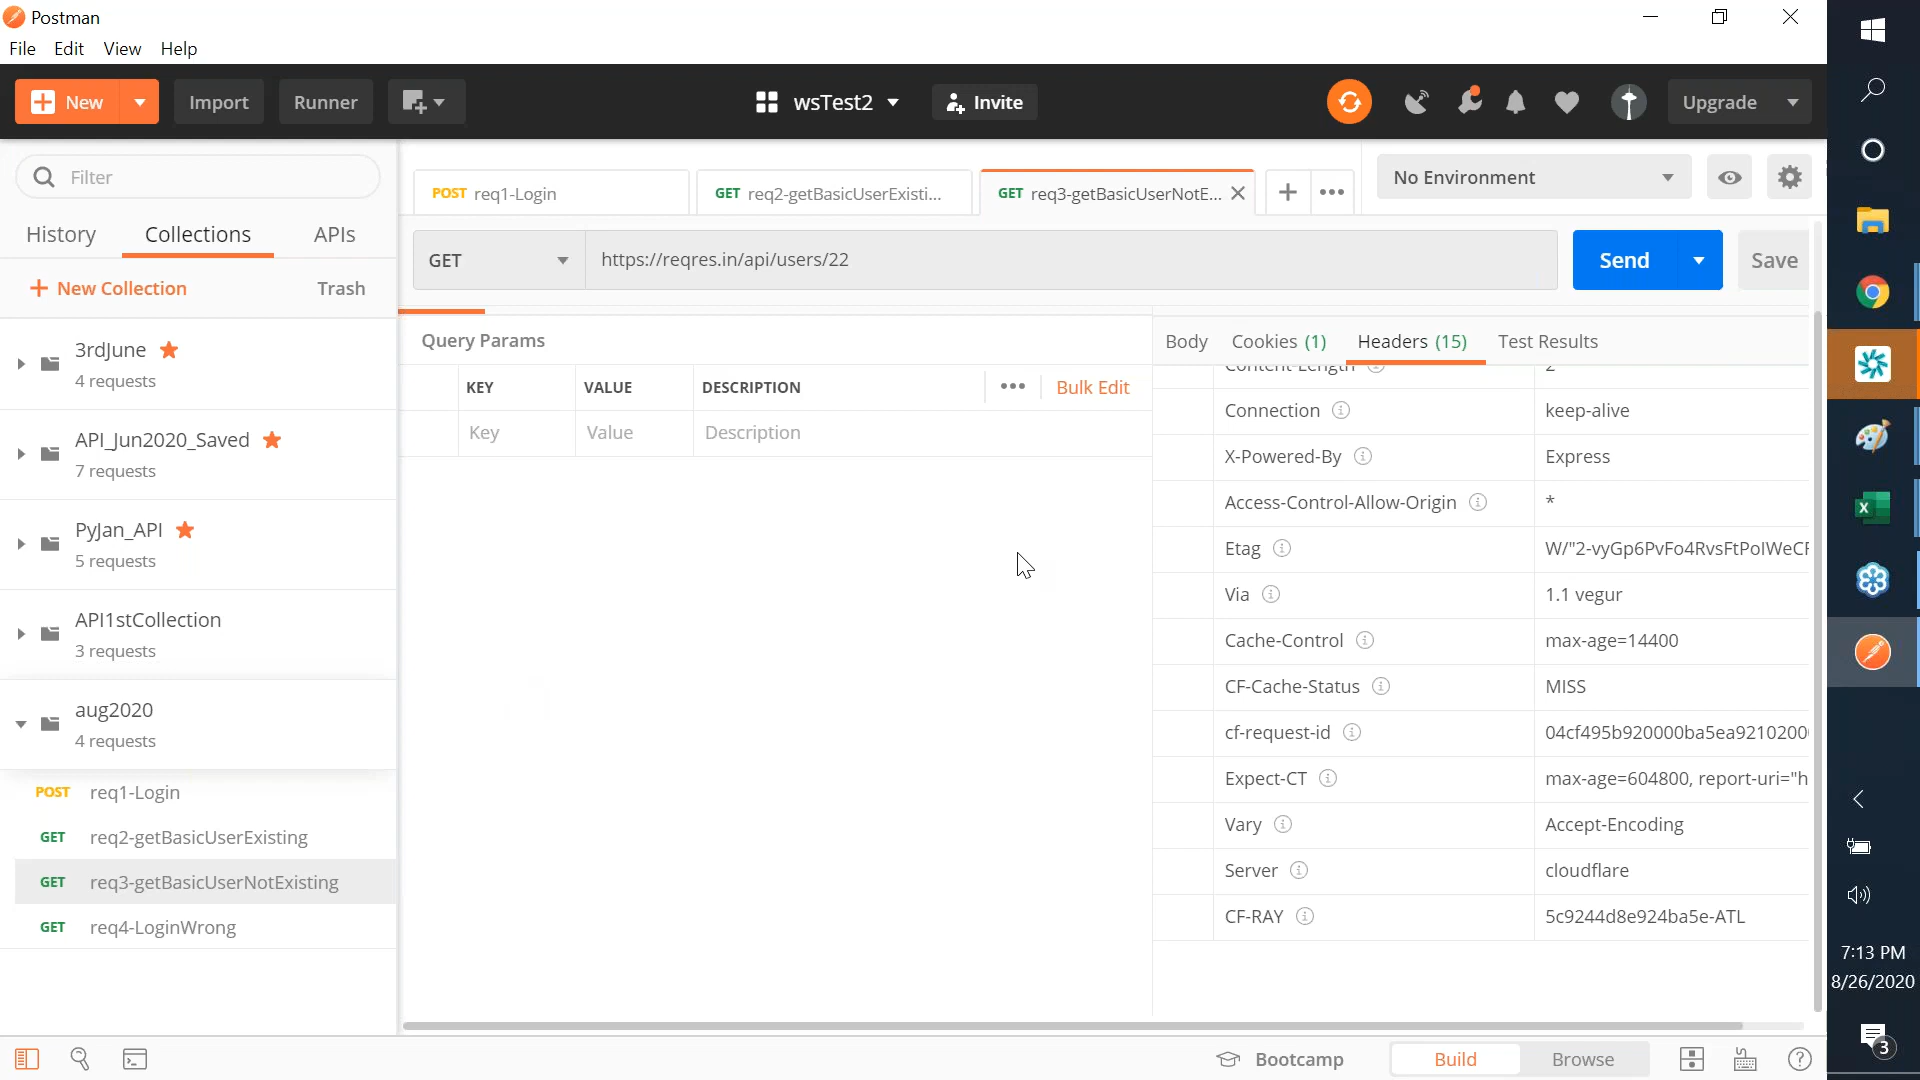 Postman
File Edit View Help
New Import Runner wsTest2 Invite Upgrade
Filter
History Collections APIs
New Collection Trash
3rdJune
4 requests
API_Jun2020_Saved
7 requests
PyJan_API
5 requests
API1stCollection
3 requests
aug2020
4 requests
POST req1-Login
GET req2-getBasicUserExisting
GET req3-getBasicUserNotExisting
GET req4-LoginWrong
POST req1-Login GET req2-getBasicUserExisti... GET req3-getBasicUserNotE... No Environment
GET https://reqres.in/api/users/22 Send Save
Query Params
KEY VALUE DESCRIPTION Bulk Edit
Key Value Description
Body Cookies (1) Headers (15) Test Results
Content-Length 2
Connection keep-alive
X-Powered-By Express
Access-Control-Allow-Origin *
Etag W/"2-vyGp6PvFo4RvsFtPolWeCF
Via 1.1 vegur
Cache-Control max-age=14400
CF-Cache-Status MISS
cf-request-id 04cf495b920000ba5ea9210200
Expect-CT max-age=604800, report-uri="h
Vary Accept-Encoding
Server cloudflare
CF-RAY 5c9244d8e924ba5e-ATL
Bootcamp Build Browse
7:13 PM
8/26/2020
3